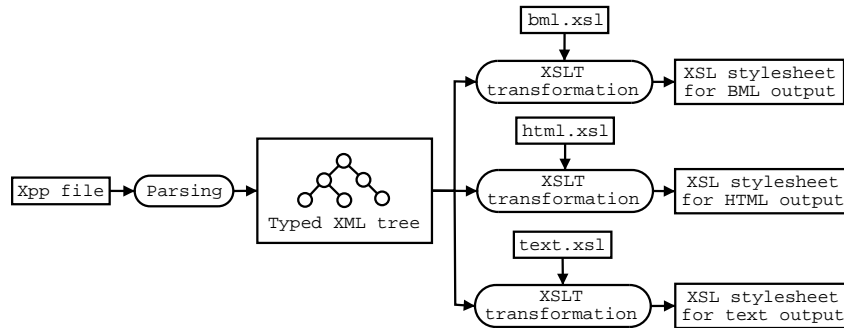 bml.xsl
XSLT
transformation
XSL stylesheet
for BML output
html.xsl
Xpp file
Parsing
Typed XML tree
XSLT
transformation
XSL stylesheet
for HTML output
text.xsl
XSLT
transformation
XSL stylesheet
for text output